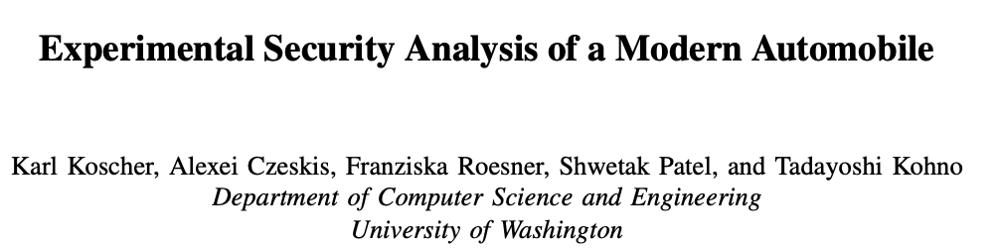 Experimental Security Analysis of a Modern Automobile
Karl Koscher, Alexei Czeskis, Franziska Roesner, Shwetak Patel, and Tadayoshi Kohno
Department of Computer Science and Engineering
University of Washington